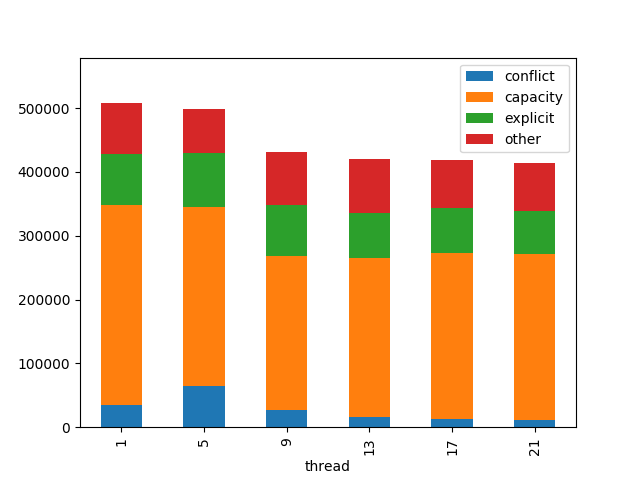 conflict
capacity
explicit
other
500000
400000
300000
200000
100000
0
1
5
9
13
17
21
thread